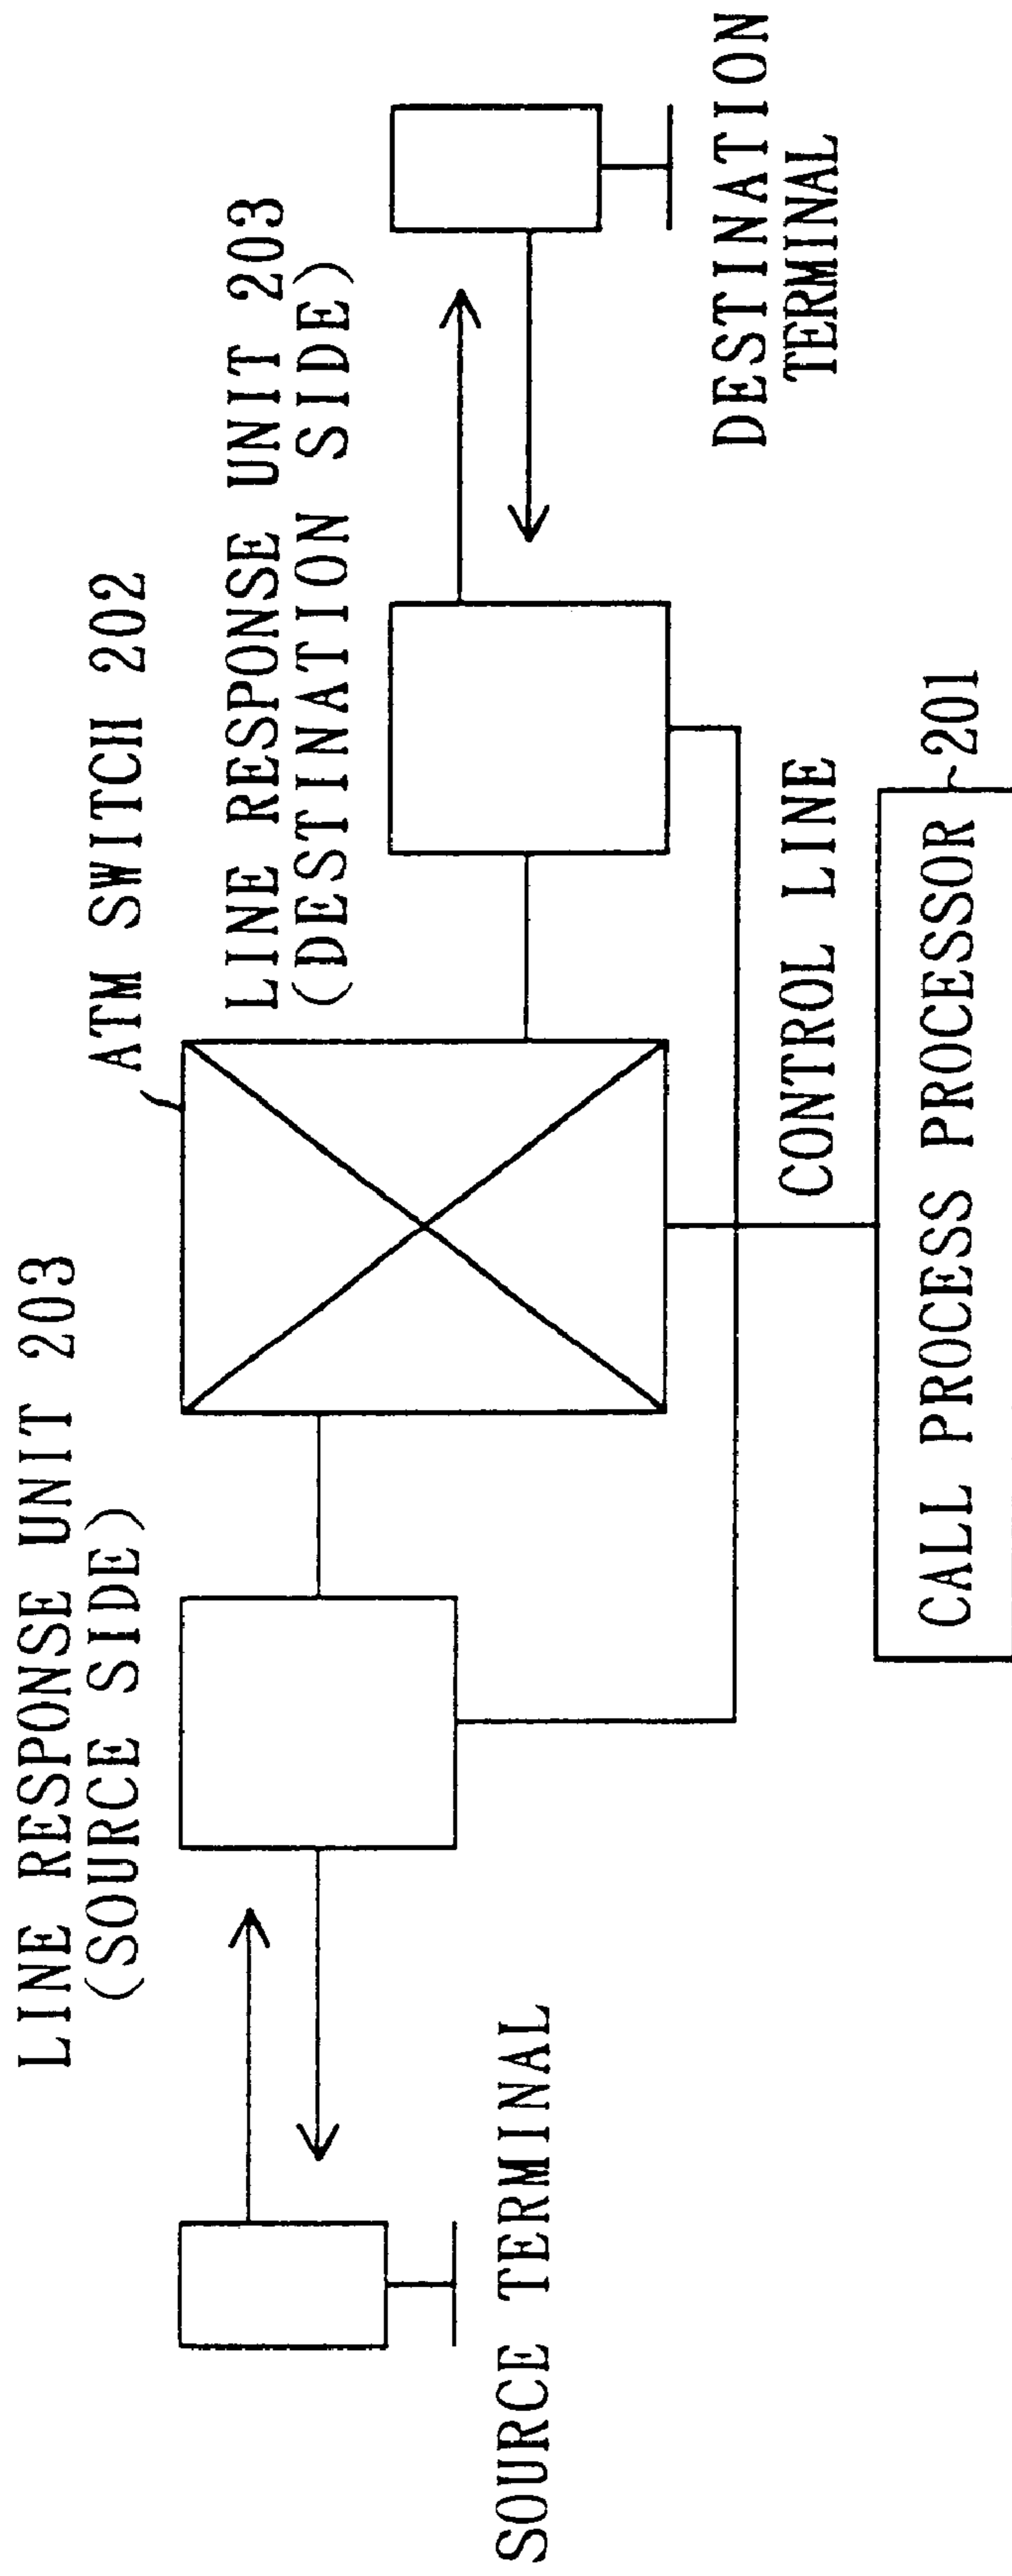 LINE RESPONSE UNIT 203
(SOURCE SIDE)
ATM SWITCH 202
LINE RESPONSE UNIT 203
(DESTINATION SIDE)
SOURCE TERMINAL
DESTINATION
TERMINAL
CONTROL LINE
CALL PROCESS PROCESSOR
201